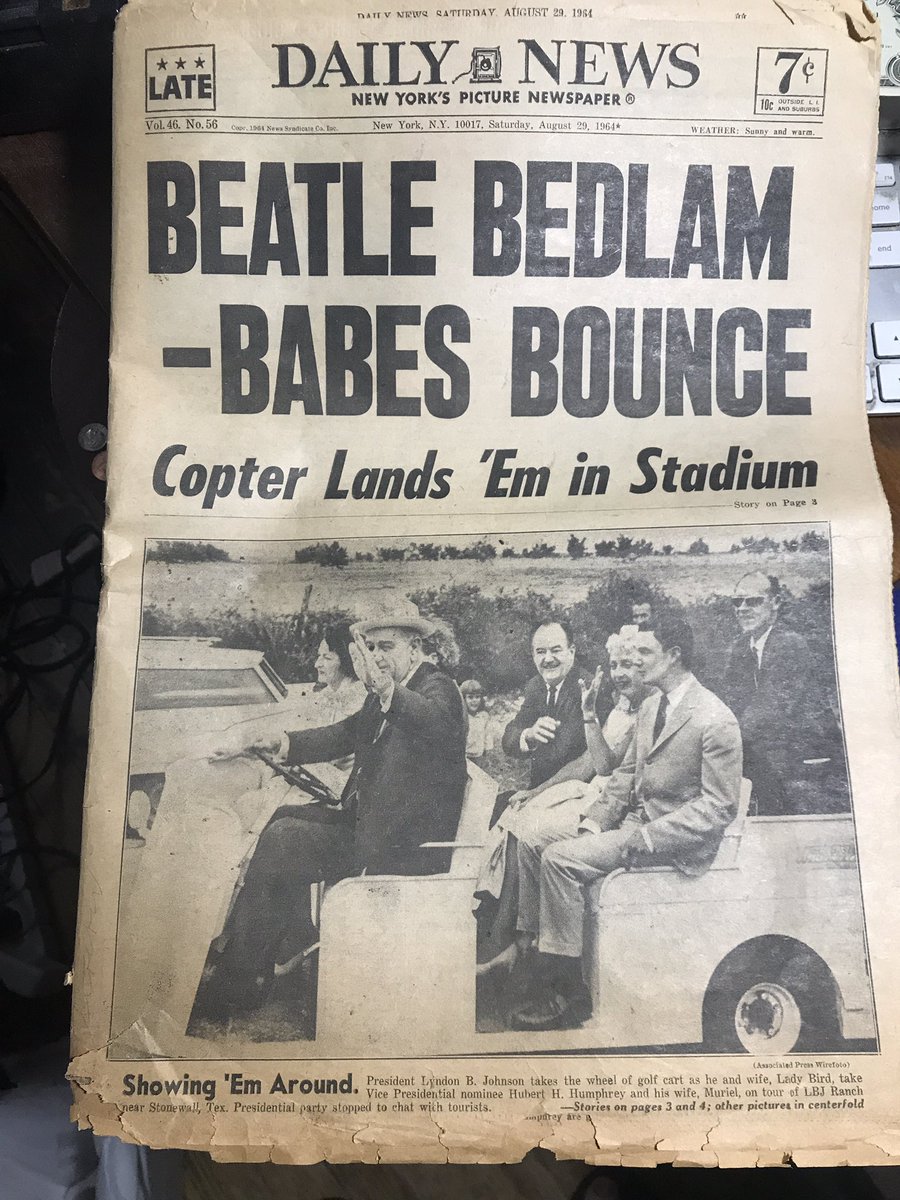 DAILY NEWS, SATURDAY, AUGUST 29, 1964 **
★ ★ ★
LATE
DAILY NEWS
NEW YORK'S PICTURE NEWSPAPER ®
7¢
10c OUTSIDE L. I. AND SUBURBS
Vol. 46. No. 56 Copr. 1964 News Syndicate Co. Inc. New York, N.Y. 10017, Saturday, August 29, 1964★ WEATHER: Sunny and warm.
BEATLE BEDLAM
–BABES BOUNCE
Copter Lands 'Em in Stadium
—Story on Page 3
(Associated Press Wirefoto)
Showing 'Em Around. President Lyndon B. Johnson takes the wheel of golf cart as he and wife, Lady Bird, take
Vice Presidential nominee Hubert H. Humphrey and his wife, Muriel, on tour of LBJ Ranch
near Stonewall, Tex. Presidential party stopped to chat with tourists. —Stories on pages 3 and 4; other pictures in centerfold
home
end